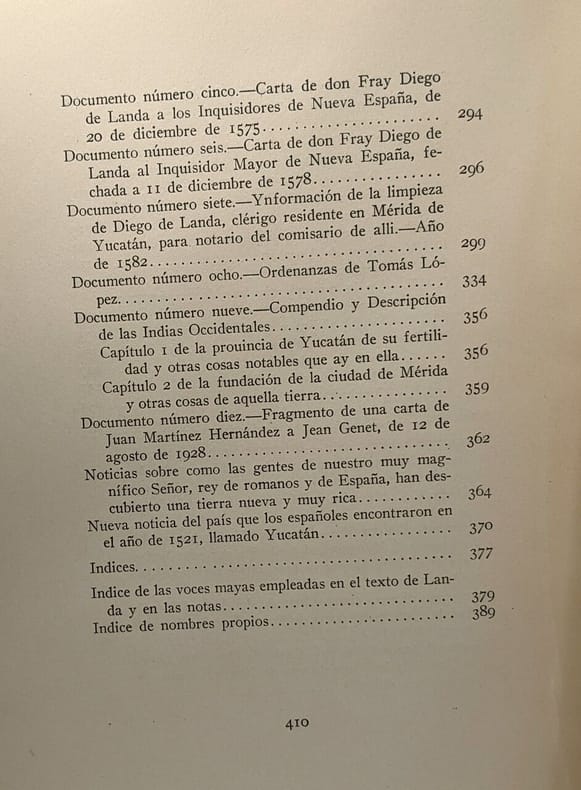 Documento número cinco.—Carta de don Fray Diego
de Landa a los Inquisidores de Nueva España, de
20 de diciembre de 1575........................ 294
Documento número seis.—Carta de don Fray Diego de
Landa al Inquisidor Mayor de Nueva España, fe-
chada a 11 de diciembre de 1578............... 296
Documento número siete.—Ynformación de la limpieza
de Diego de Landa, clérigo residente en Mérida de
Yucatán, para notario del comisario de alli.—Año
de 1582....................................... 299
Documento número ocho.—Ordenanzas de Tomás Ló-
pez........................................... 334
Documento número nueve.—Compendio y Descripción
de las Indias Occidentales..................... 356
Capítulo 1 de la prouincia de Yucatán de su fertili-
dad y otras cosas notables que ay en ella...... 356
Capítulo 2 de la fundación de la ciudad de Mérida
y otras cosas de aquella tierra................ 359
Documento número diez.—Fragmento de una carta de
Juan Martínez Hernández a Jean Genet, de 12 de
agosto de 1928................................. 362
Noticias sobre como las gentes de nuestro muy mag-
nífico Señor, rey de romanos y de España, han des-
cubierto una tierra nueva y muy rica............ 364
Nueva noticia del país que los españoles encontraron en
el año de 1521, llamado Yucatán................. 370
Indices........................................ 377
Indice de las voces mayas empleadas en el texto de Lan-
da y en las notas............................... 379
Indice de nombres propios....................... 389
410